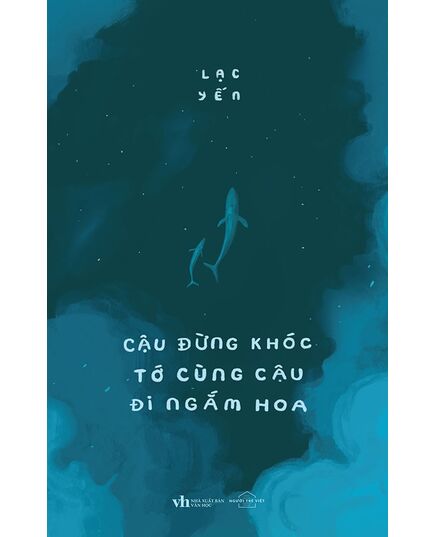 LẠC
YẾN
CẬU ĐỪNG KHÓC
TỚ CÙNG CẬU
ĐI NGẮM HOA
vh NHÀ XUẤT BẢN
VĂN HỌC
NGƯỜI TRẺ VIỆT